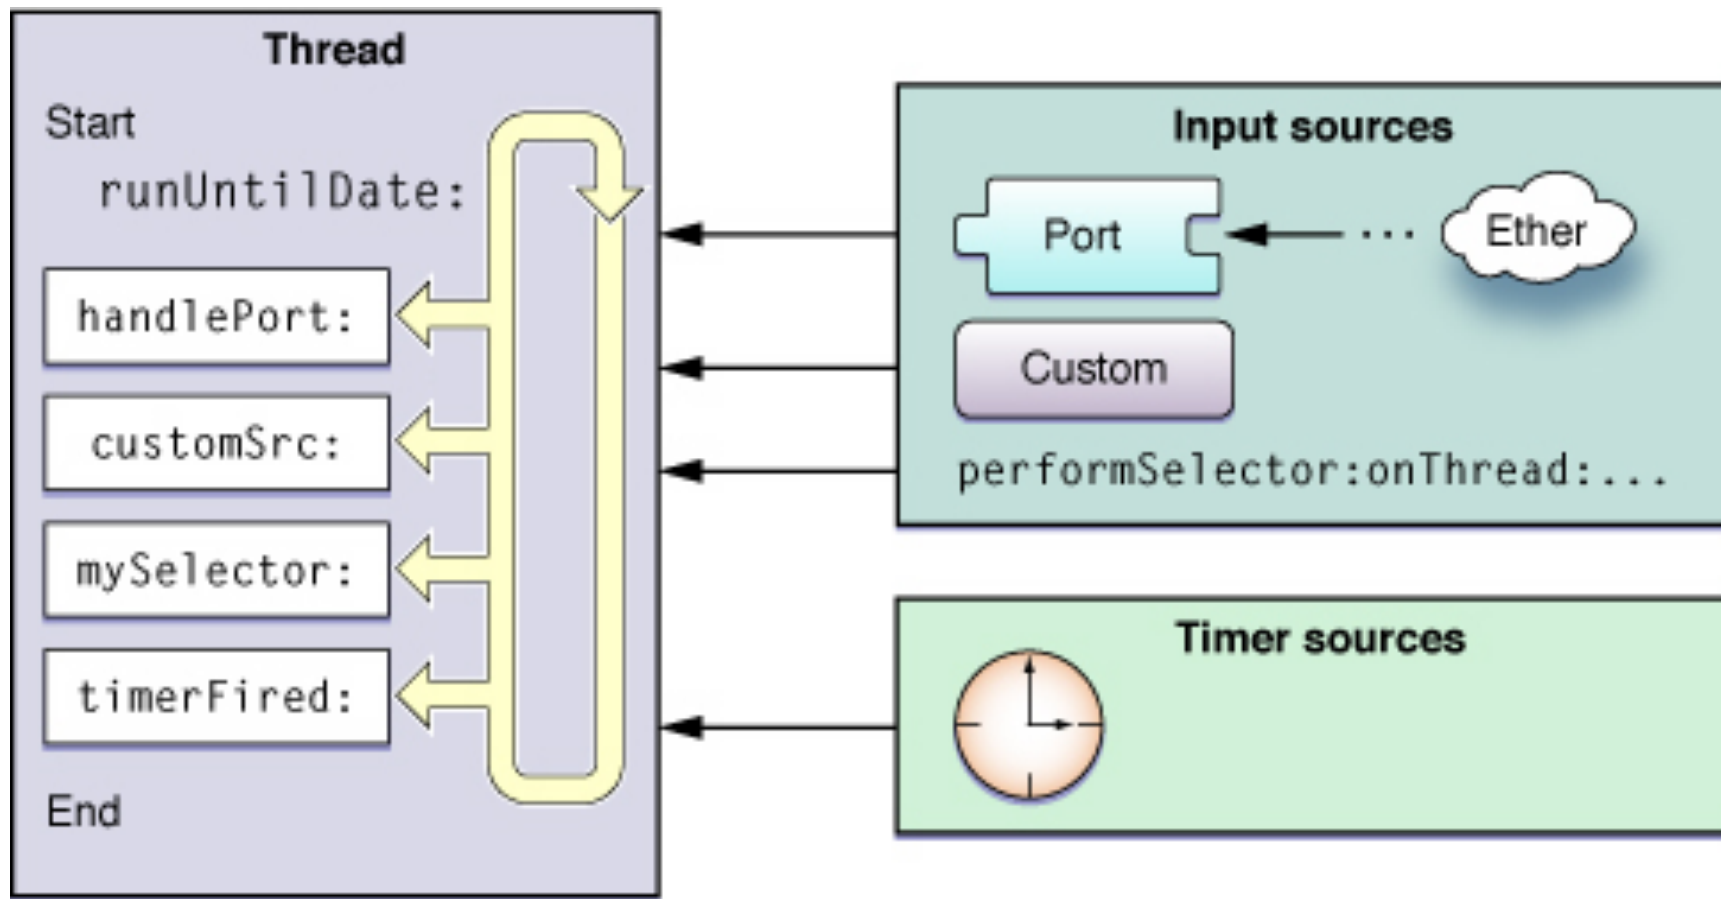 Thread
Start
runUntilDate:
handlePort:
customSrc:
mySelector:
timerFired:
End
Input sources
Port
...
Ether
Custom
performSelector:onThread:...
Timer sources